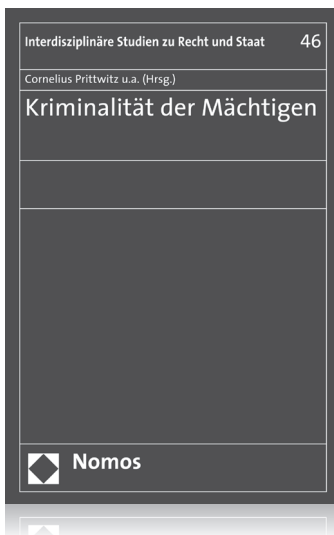 Interdisziplinäre Studien zu Recht und Staat 46
Cornelius Prittwitz u.a. (Hrsg.)
Kriminalität der Mächtigen
Nomos